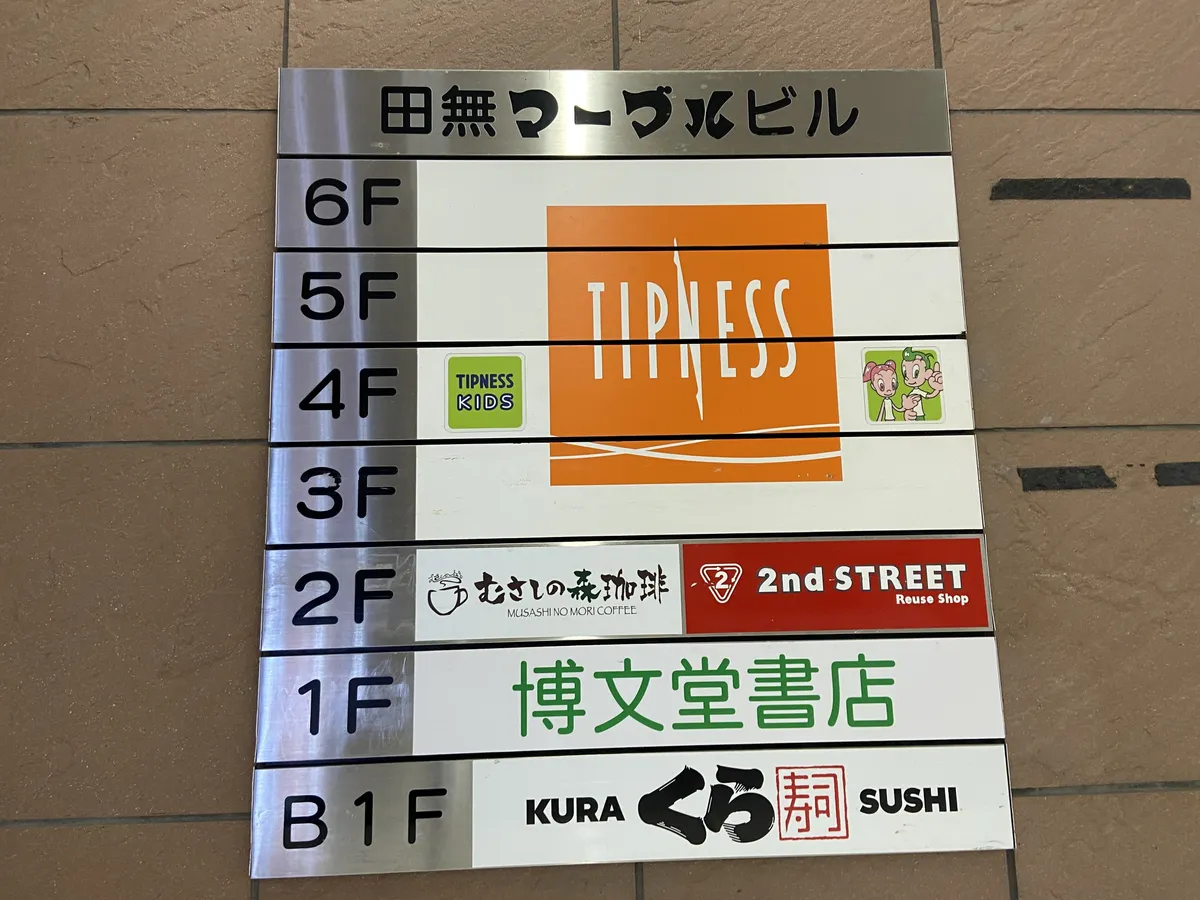 田無マーブルビル
6F
5F
TIPNESS
4F
TIPNESS
KIDS
3F
2F
むさしの森珈琲
MUSASHI NO MORI COFFEE
2
2nd STREET
Reuse Shop
1F
博文堂書店
B1F
KURA くら寿司 SUSHI